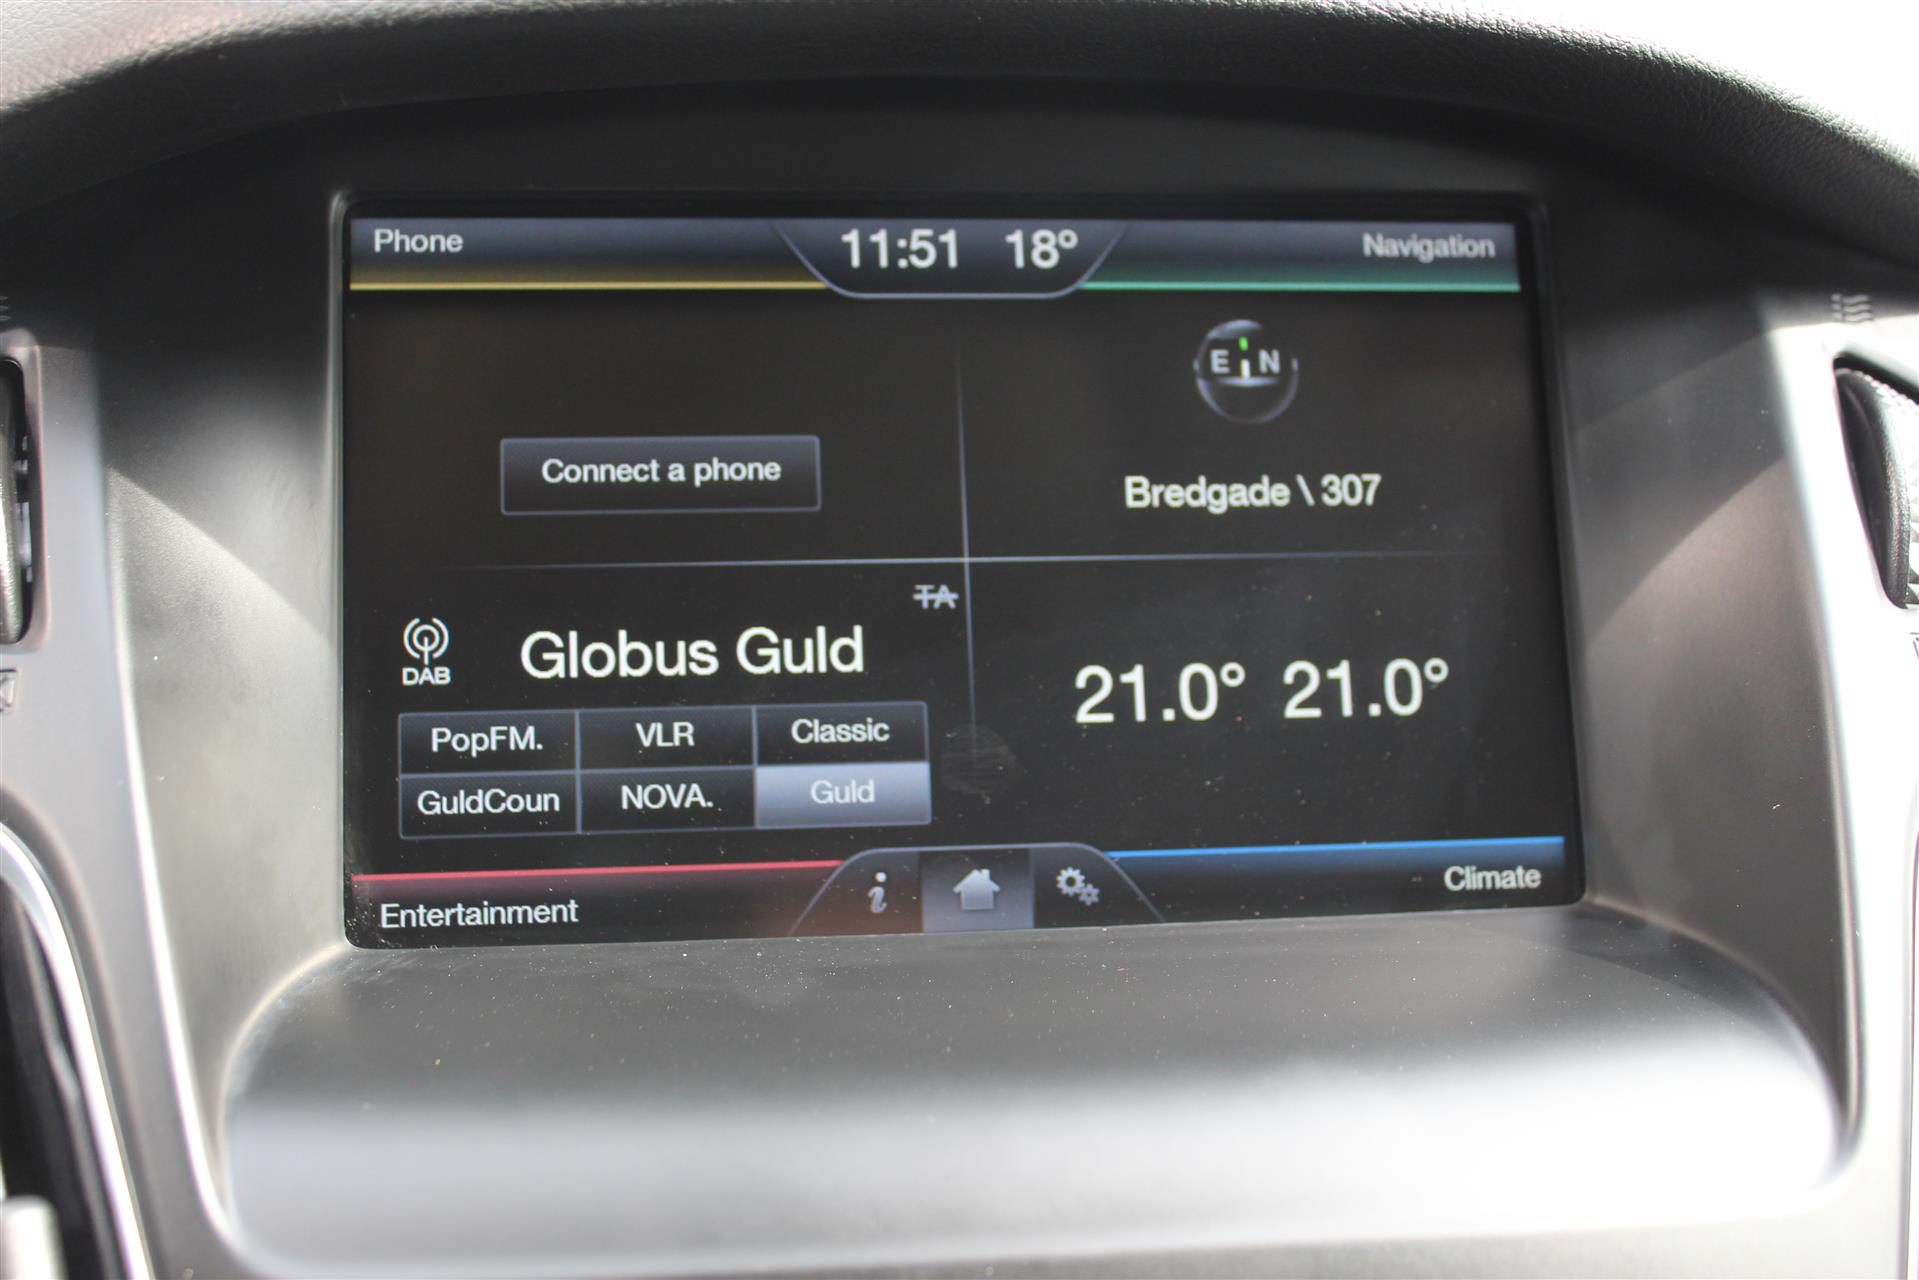 Phone
11:51 18°
Navigation
E N
Connect a phone
Bredgade \ 307
TA
DAB
Globus Guld
21.0° 21.0°
PopFM. VLR Classic
GuldCoun NOVA. Guld
Entertainment
i
Climate